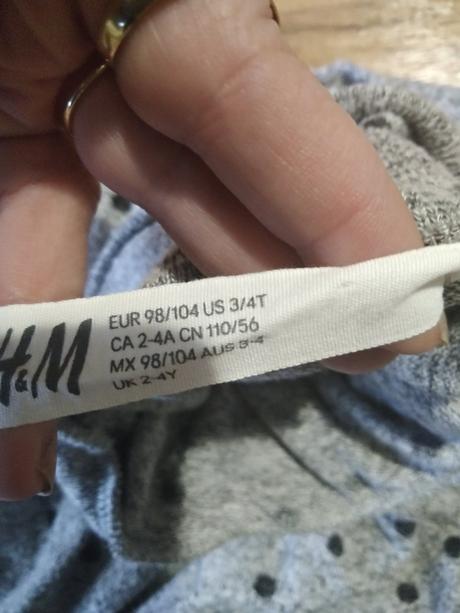 H&M
EUR 98/104 US 3/4T
CA 2-4A CN 110/56
MX 98/104 AUS 3-4
UK 2-4Y